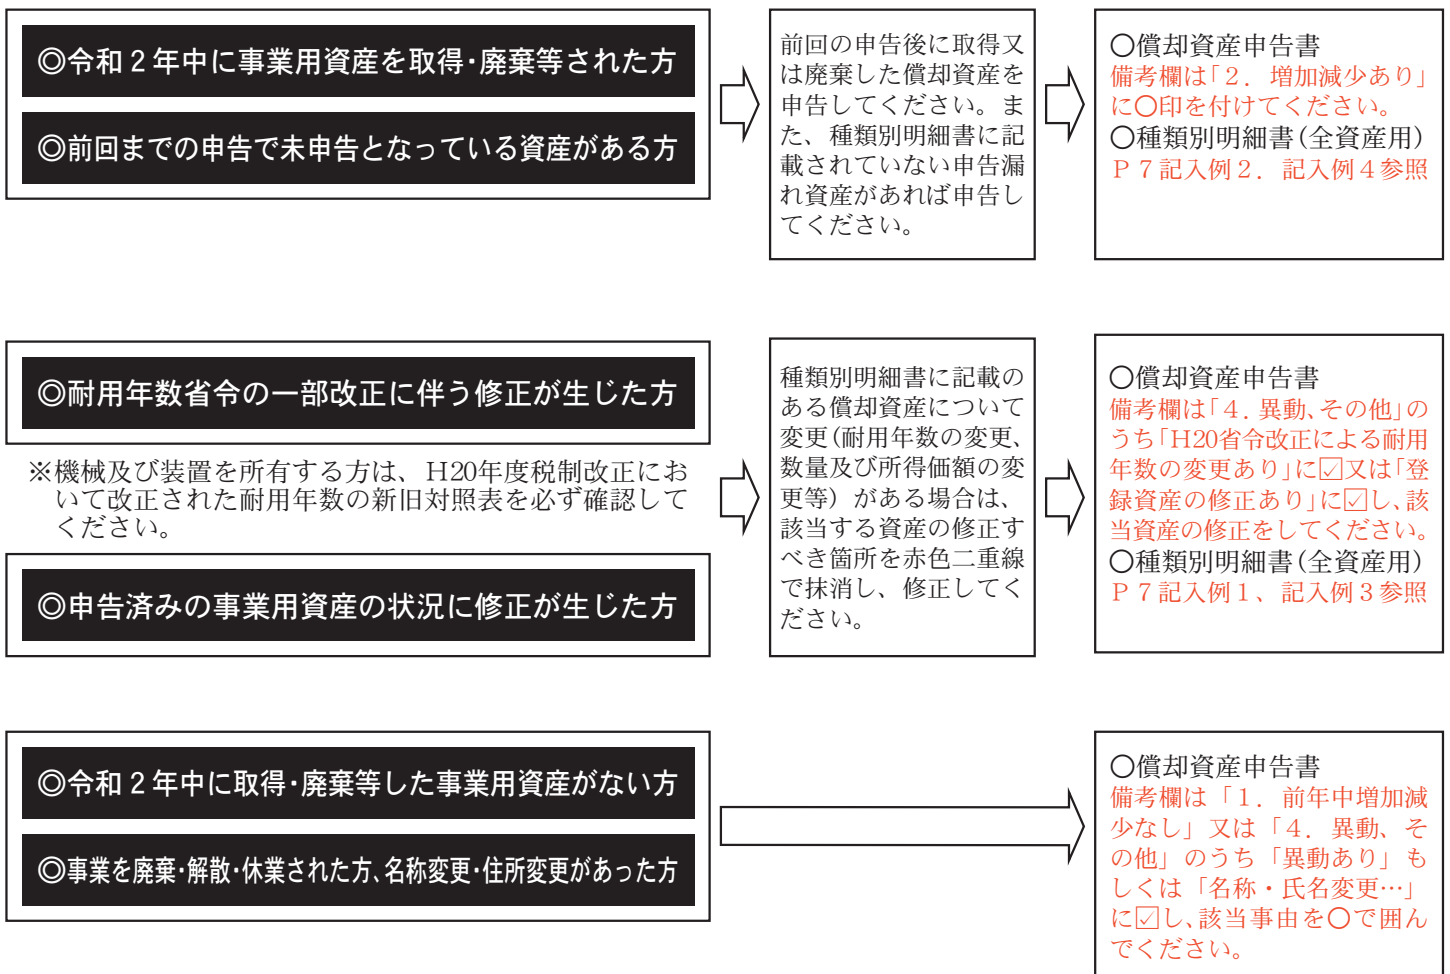 ◎令和２年中に事業用資産を取得・廃棄等された方
◎前回までの申告で未申告となっている資産がある方
前回の申告後に取得又
は廃棄した償却資産を
申告してください。ま
た、種類別明細書に記
載されていない申告漏
れ資産があれば申告し
てください。
〇償却資産申告書
備考欄は「２．増加減少あり」
に〇印を付けてください。
〇種類別明細書（全資産用）
Ｐ７記入例２．記入例４参照
◎耐用年数省令の一部改正に伴う修正が生じた方
※機械及び装置を所有する方は、H20年度税制改正にお
いて改正された耐用年数の新旧対照表を必ず確認して
ください。
◎申告済みの事業用資産の状況に修正が生じた方
種類別明細書に記載の
ある償却資産について
変更（耐用年数の変更、
数量及び所得価額の変
更等）がある場合は、
該当する資産の修正す
べき箇所を赤色二重線
で抹消し、修正してく
ださい。
〇償却資産申告書
備考欄は「４．異動、その他」の
うち「H20省令改正による耐用
年数の変更あり」に☑又は「登
録資産の修正あり」に☑し、該
当資産の修正をしてください。
〇種類別明細書（全資産用）
Ｐ７記入例１、記入例３参照
◎令和２年中に取得・廃棄等した事業用資産がない方
◎事業を廃棄・解散・休業された方、名称変更・住所変更があった方
〇償却資産申告書
備考欄は「１．前年中増加減
少なし」又は「４．異動、そ
の他」のうち「異動あり」も
しくは「名称・氏名変更…」
に☑し、該当事由を〇で囲ん
でください。